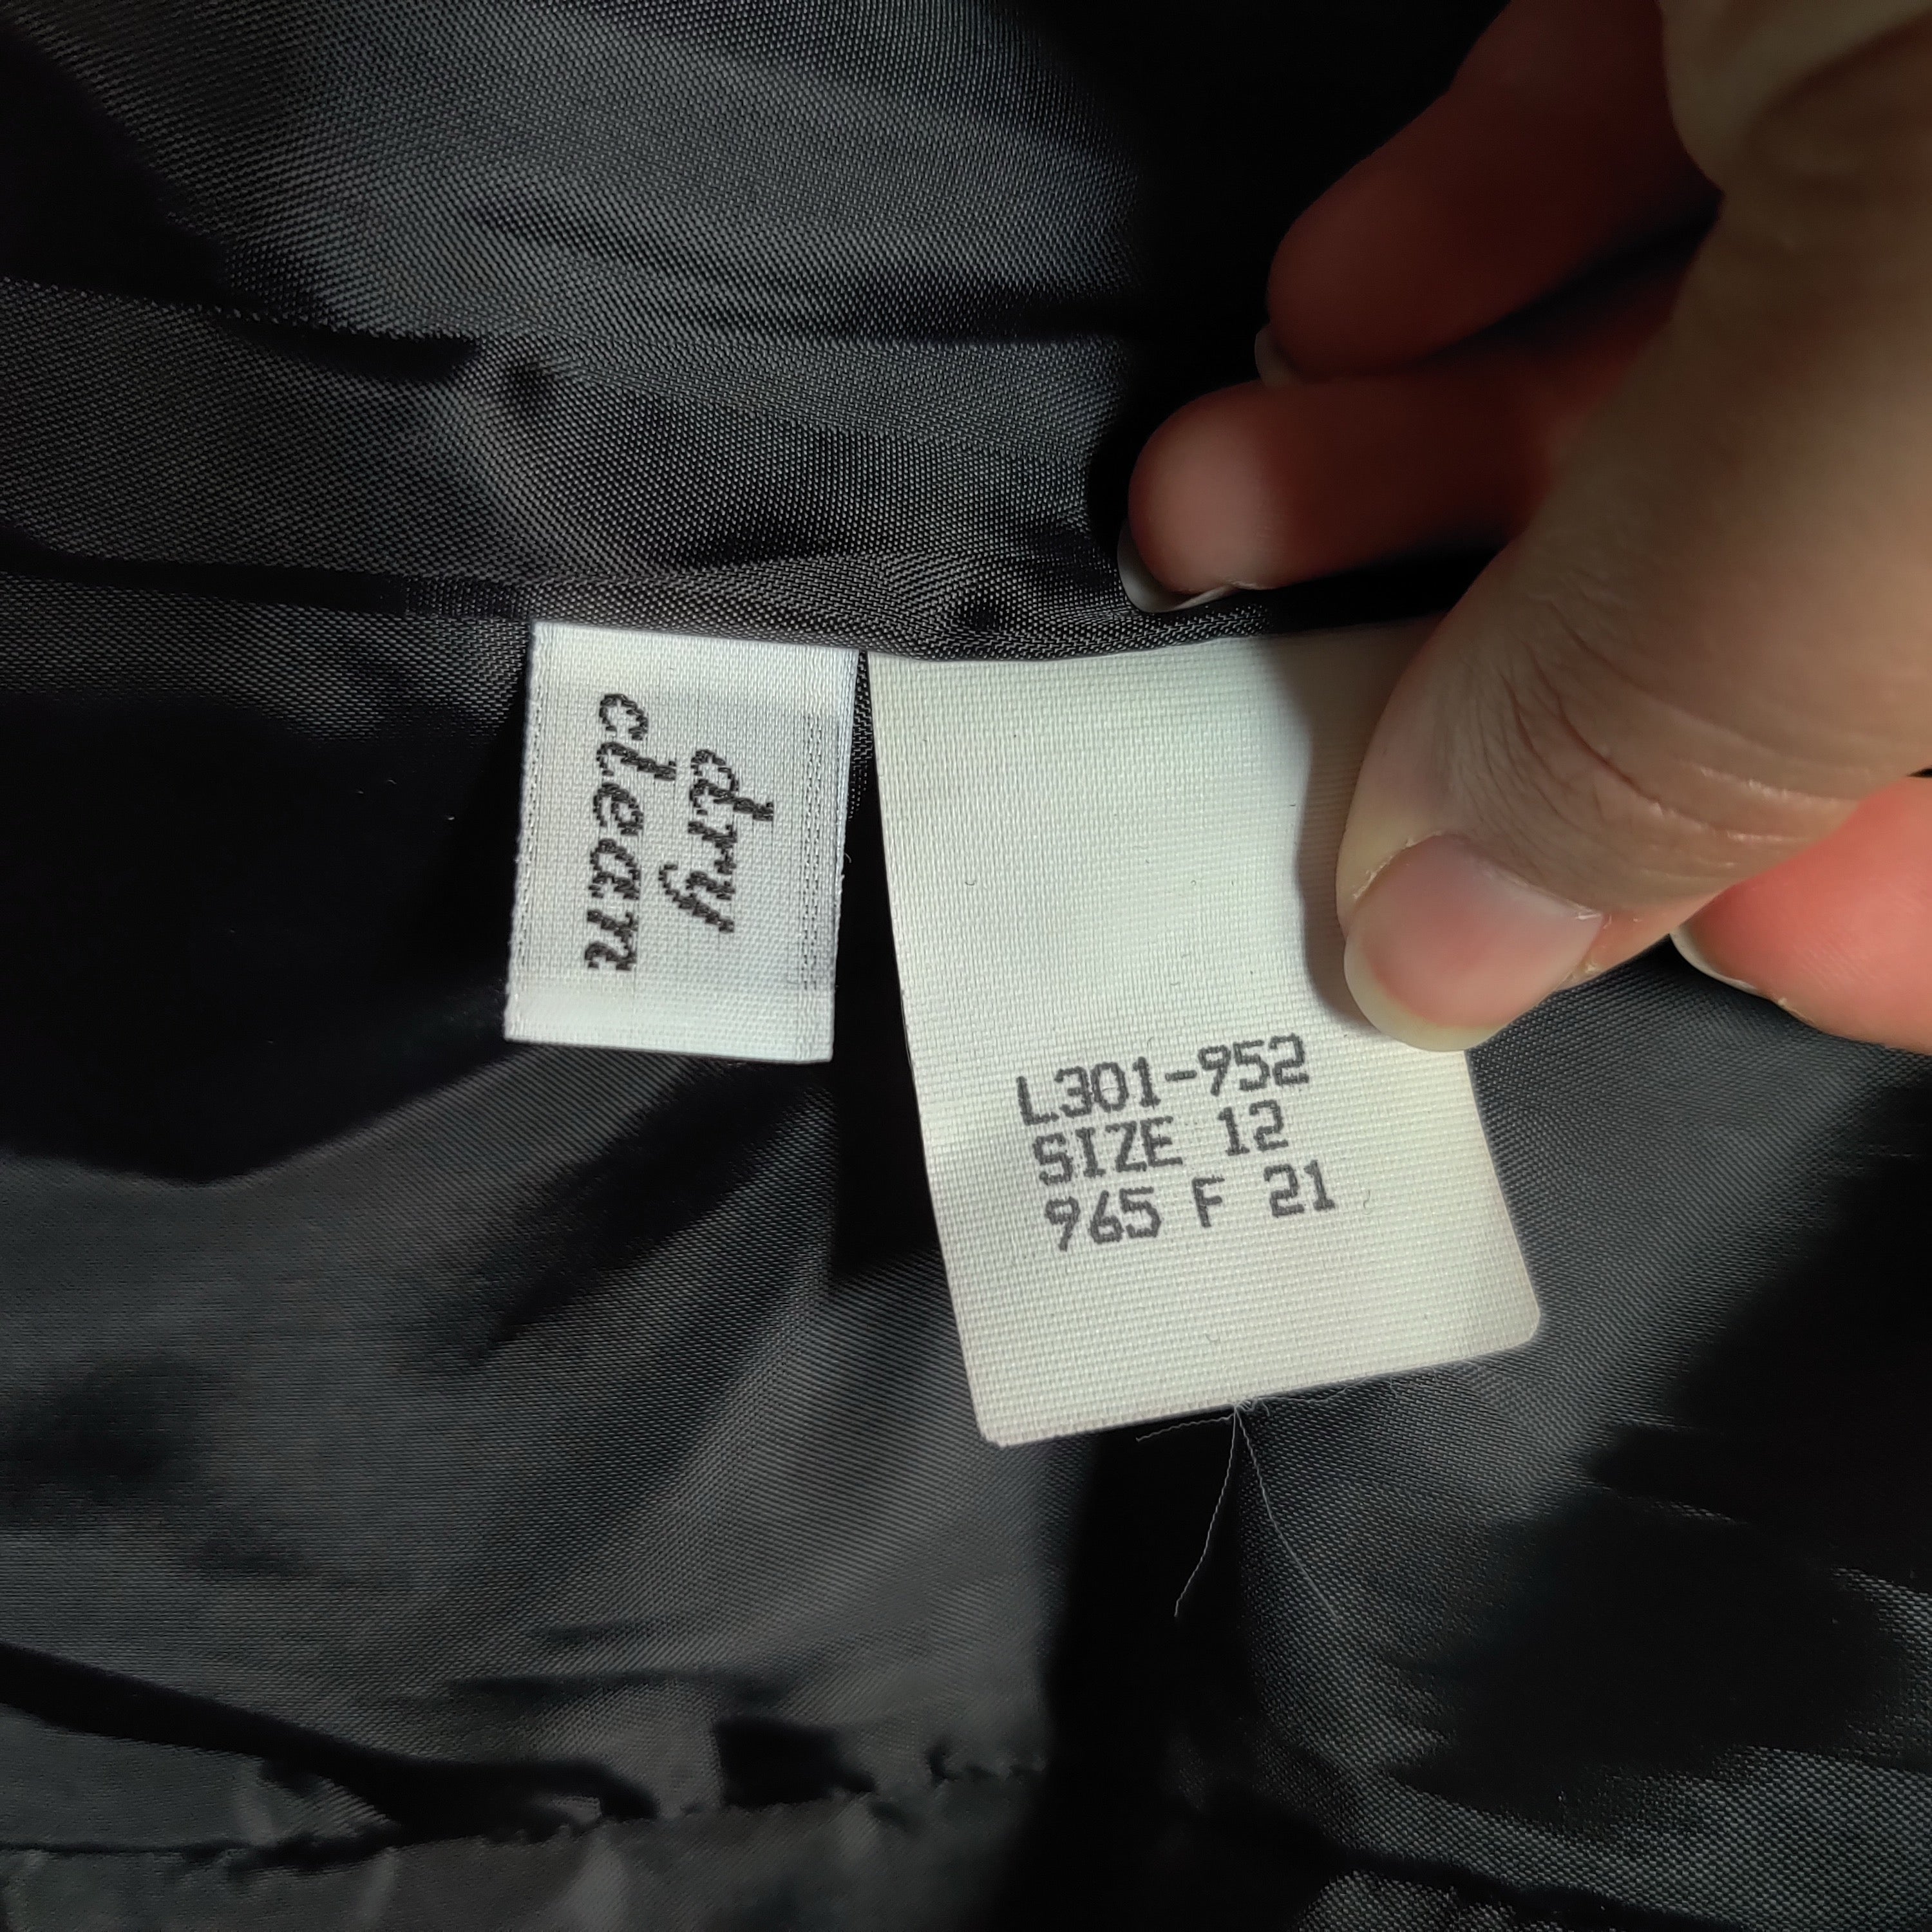 dry
clean
L301-952
SIZE 12
965 F 21